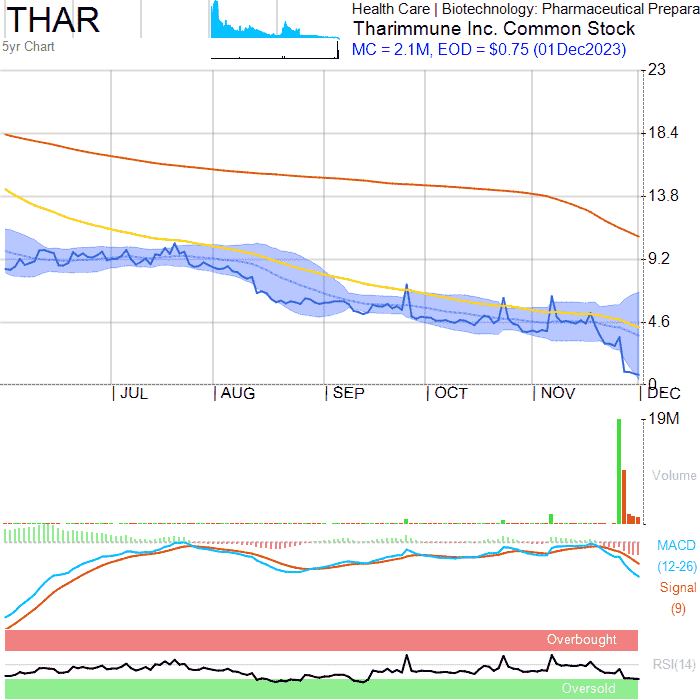 THAR
Health Care | Biotechnology: Pharmaceutical Prepara
Tharimmune Inc. Common Stock
5yr Chart
MC = 2.1M, EOD = $0.75 (01Dec2023)
23
18.4
13.8
9.2
4.6
0
JUL AUG SEP OCT NOV DEC
19M
Volume
MACD
(12-26)
Signal
(9)
Overbought
RSI(14)
Oversold